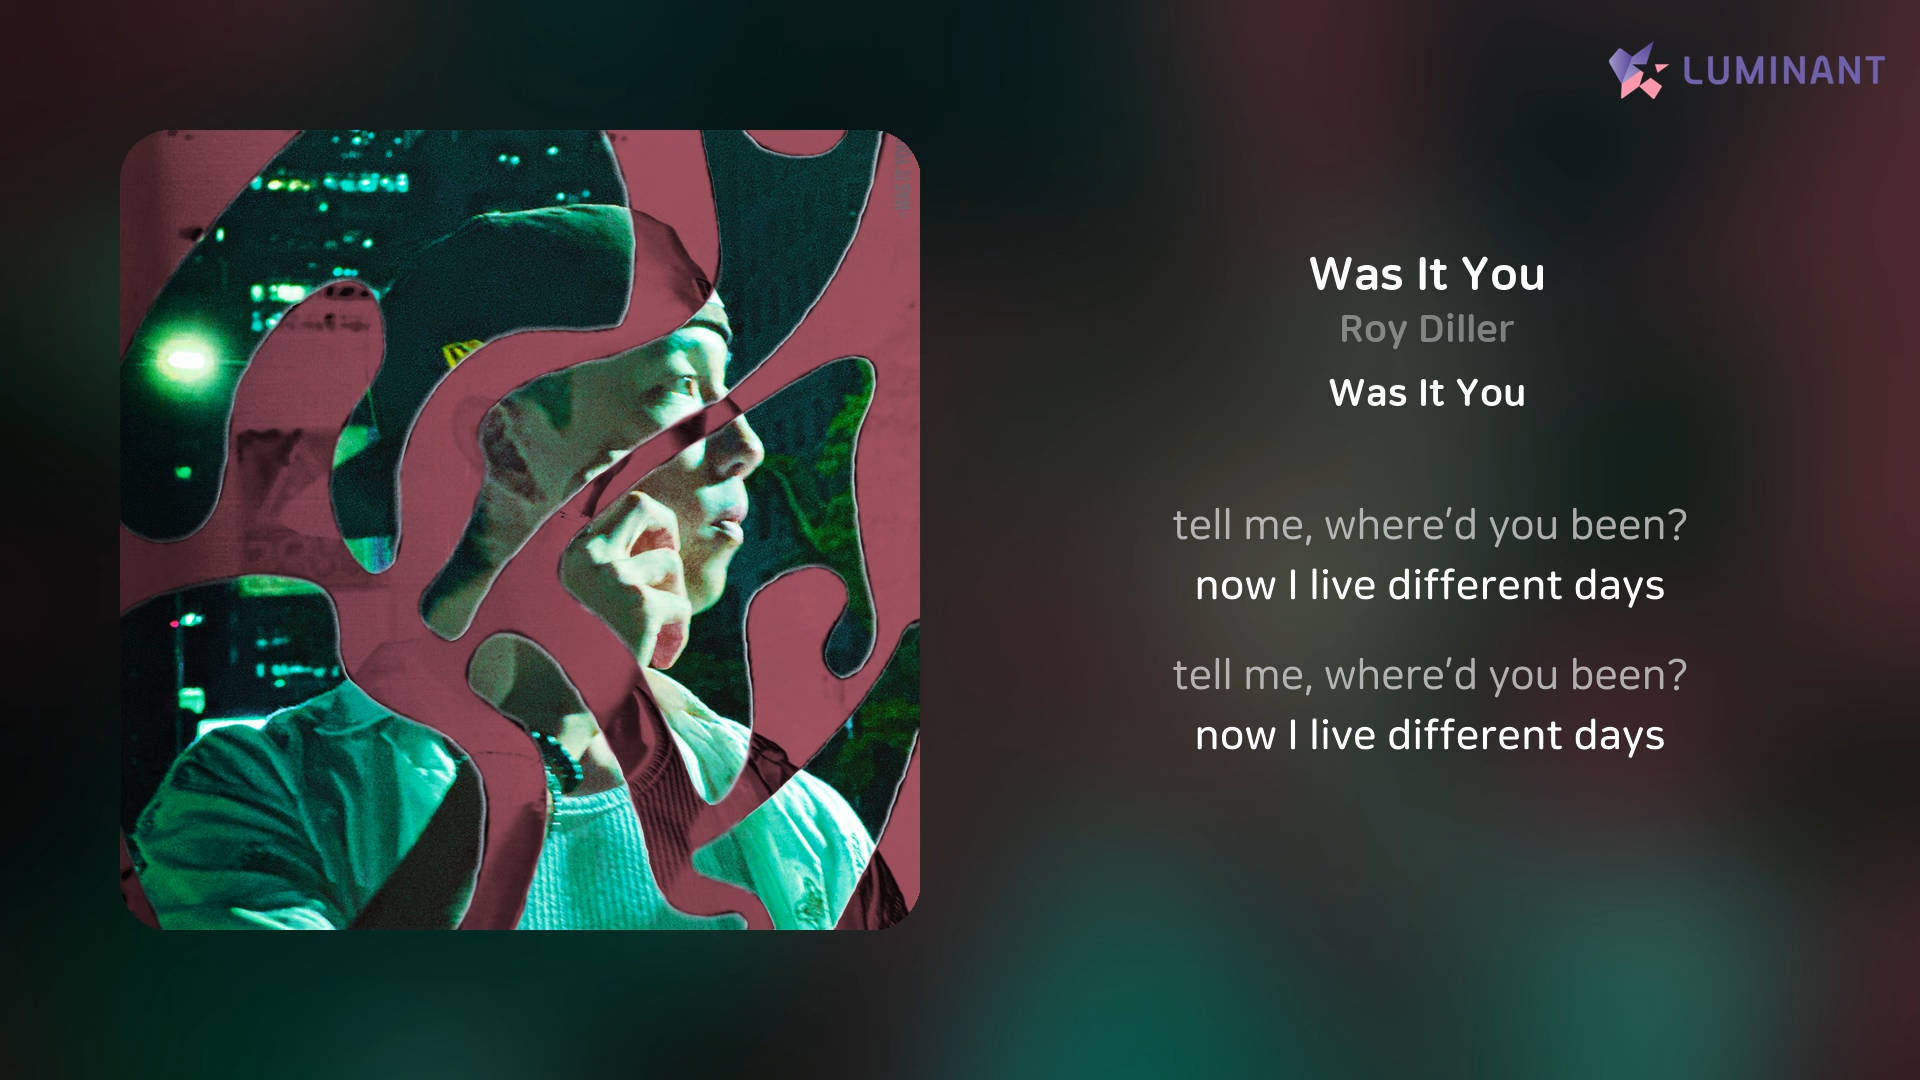 LUMINANT
Was It You
Roy Diller
Was It You
tell me, where'd you been?
now I live different days
tell me, where'd you been?
now I live different days